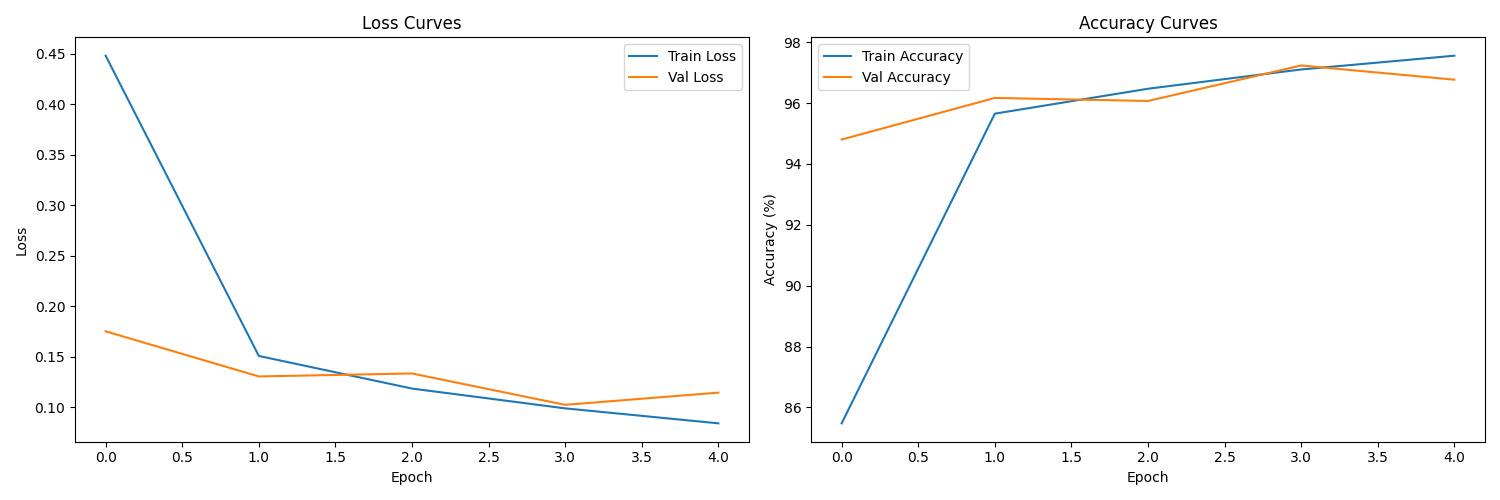 Loss Curves
Train Loss
Val Loss
0.45
0.40
0.35
0.30
0.25
0.20
0.15
0.10
Loss
0.0 0.5 1.0 1.5 2.0 2.5 3.0 3.5 4.0
Epoch
Accuracy Curves
Train Accuracy
Val Accuracy
98
96
94
92
90
88
86
Accuracy (%)
0.0 0.5 1.0 1.5 2.0 2.5 3.0 3.5 4.0
Epoch